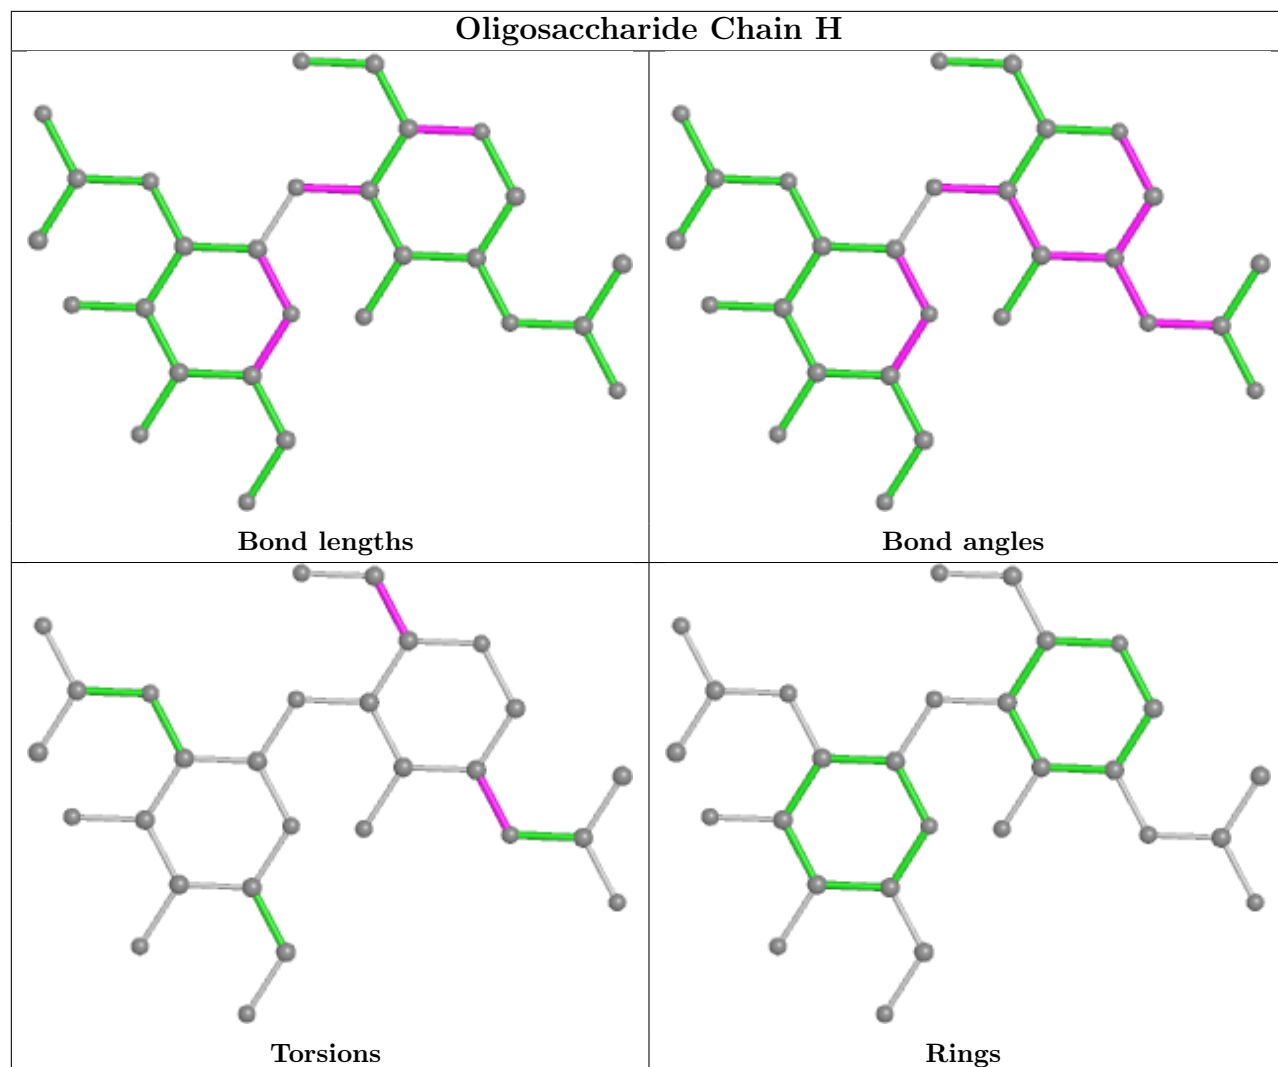 Oligosaccharide Chain H
Bond lengths
Bond angles
Torsions
Rings